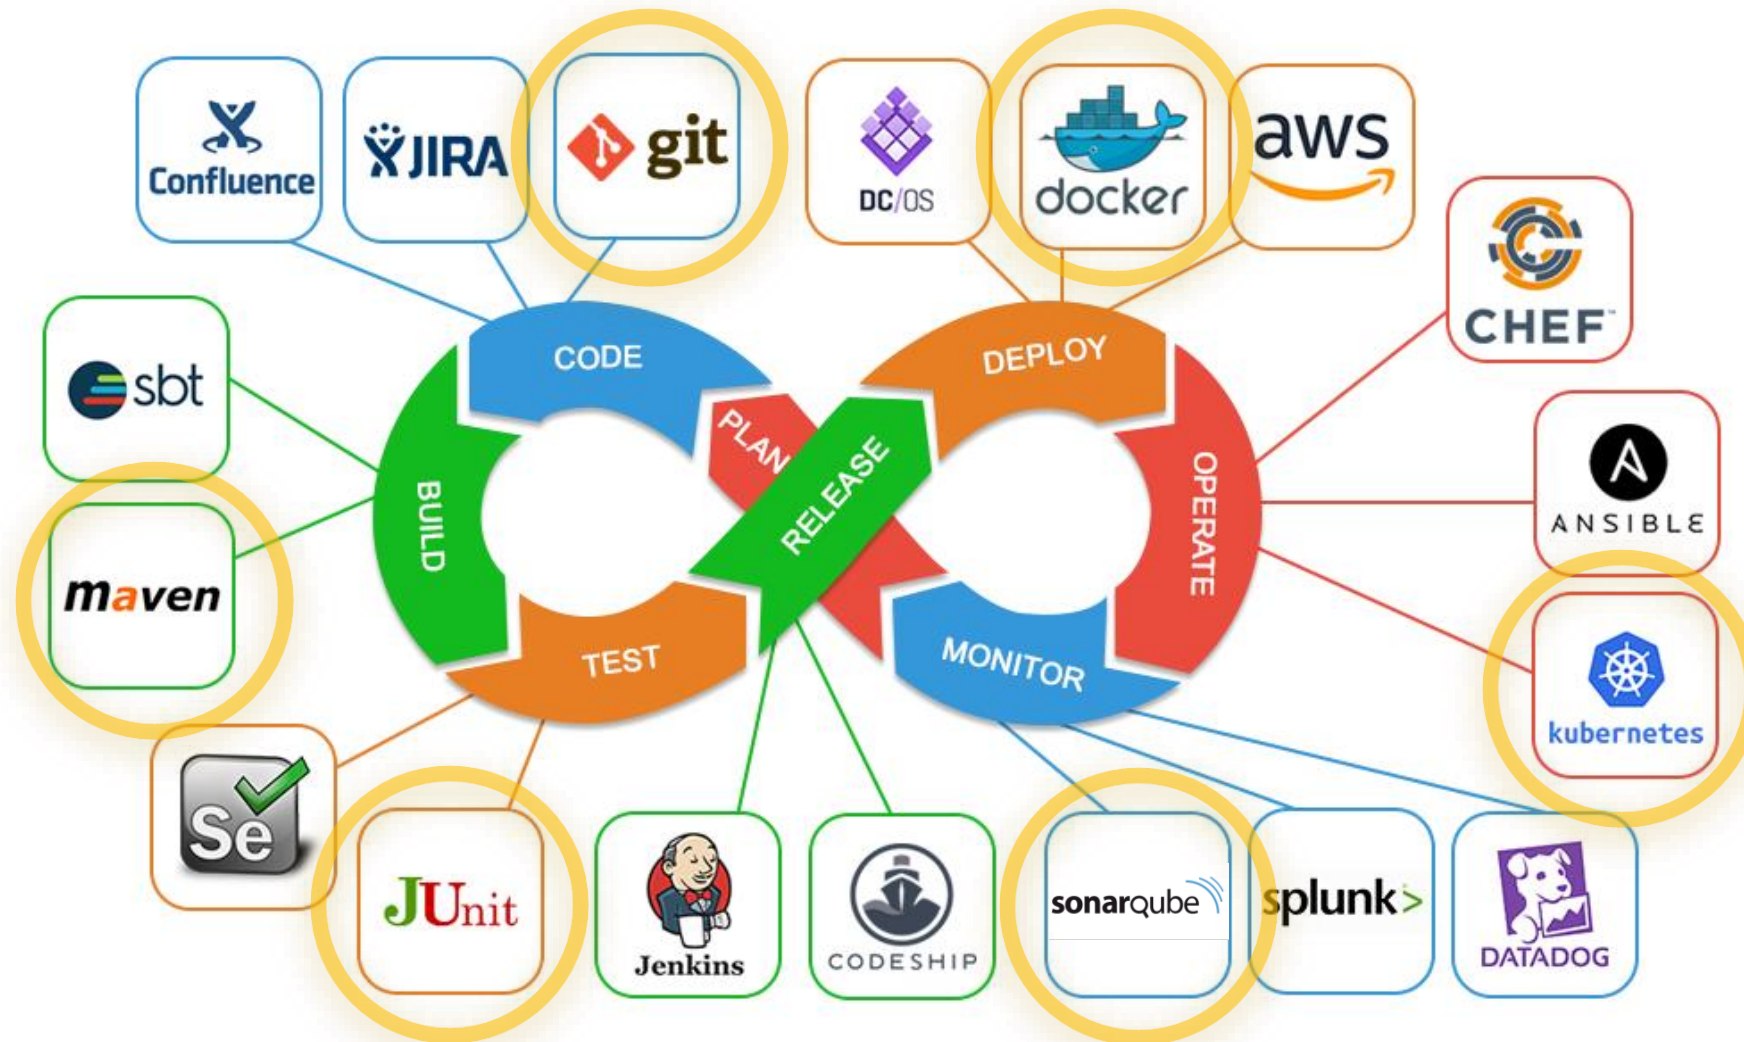 Confluence
JIRA
git
DC/OS
docker
aws
CHEF™
sbt
CODE
DEPLOY
PLAN
RELEASE
BUILD
OPERATE
ANSIBLE
maven
TEST
MONITOR
kubernetes
Se
JUnit
Jenkins
CODESHIP
sonarqube
splunk>
DATADOG